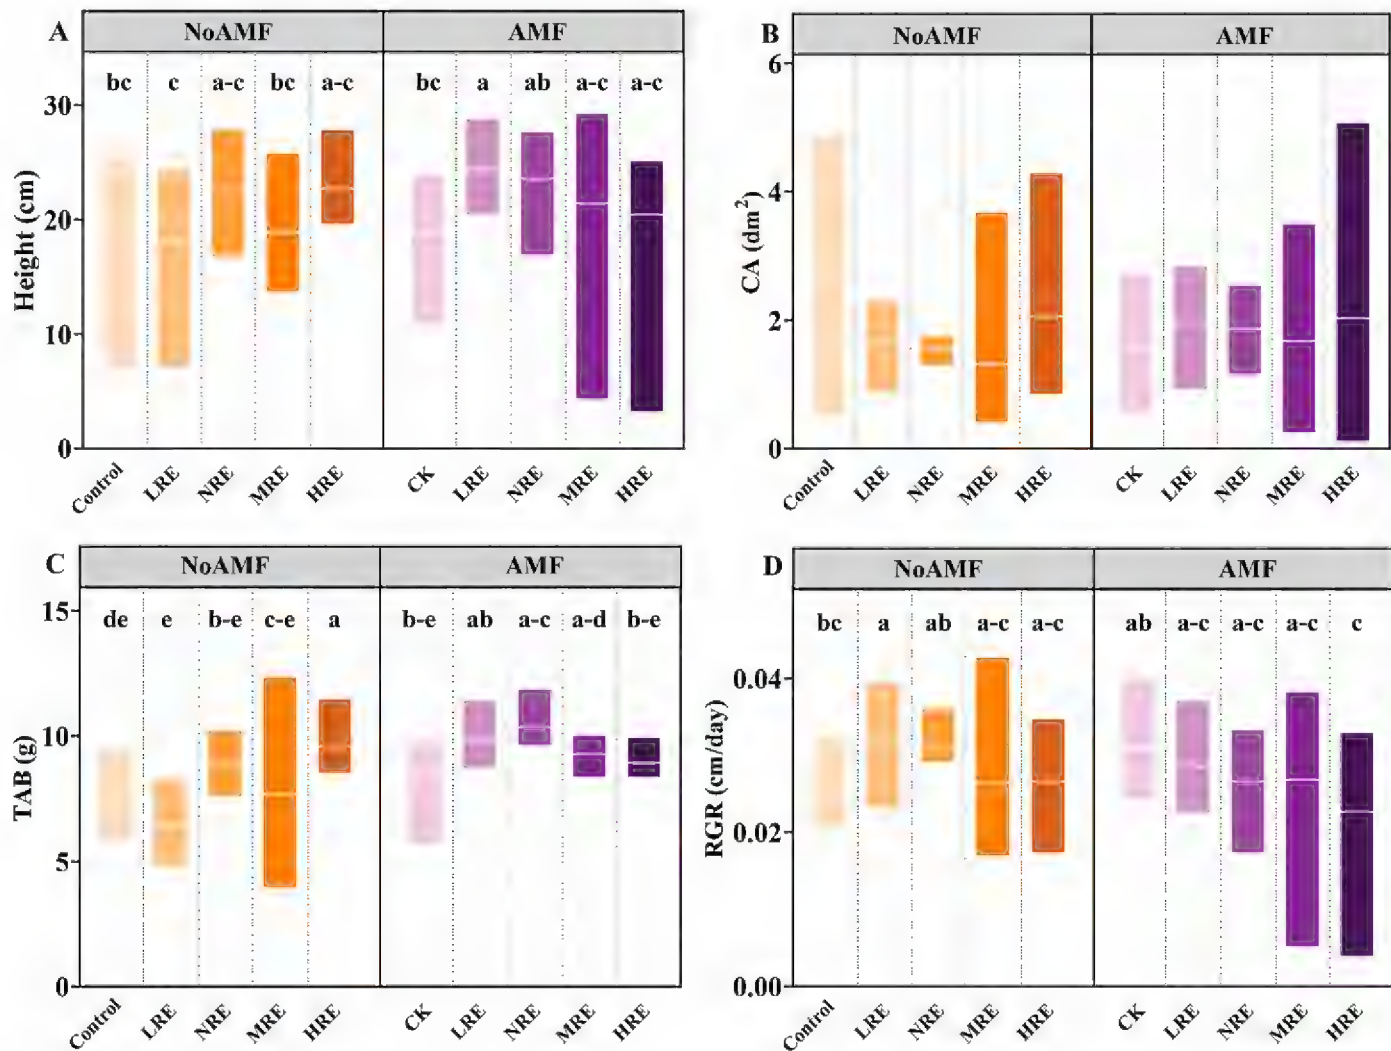 A
NoAMF AMF
bc c a-c bc a-c bc a ab a-c a-c
30
20
10
0
Height (cm)
Control LRE NRE MRE HRE CK LRE NRE MRE HRE
B
NoAMF AMF
6
4
2
0
CA (dm²)
Control LRE NRE MRE HRE CK LRE NRE MRE HRE
C
NoAMF AMF
de e b-e c-e a b-e ab a-c a-d b-e
15
10
5
0
TAB (g)
Control LRE NRE MRE HRE CK LRE NRE MRE HRE
D
NoAMF AMF
bc a ab a-c a-c ab a-c a-c a-c c
0.04
0.02
0.00
RGR (cm/day)
Control LRE NRE MRE HRE CK LRE NRE MRE HRE